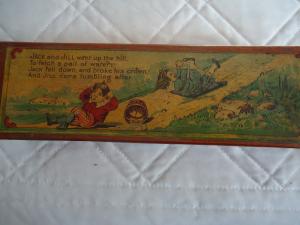 JACK and JILL went up the hill,
To fetch a pail of water;
Jack fell down, and broke his crown,
And JILL came tumbling after.